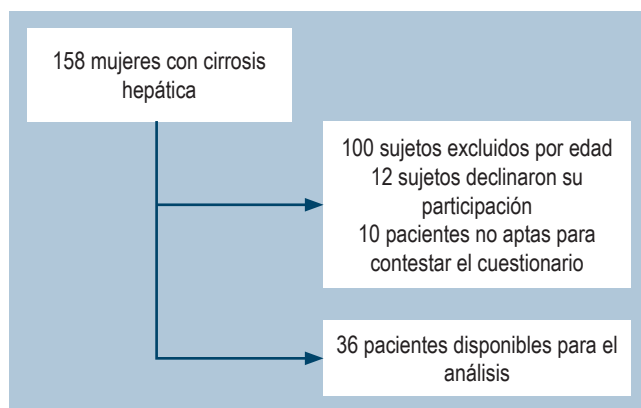 158 mujeres con cirrosis
hepática
100 sujetos excluidos por edad
12 sujetos declinaron su
participación
10 pacientes no aptas para
contestar el cuestionario
36 pacientes disponibles para el
análisis